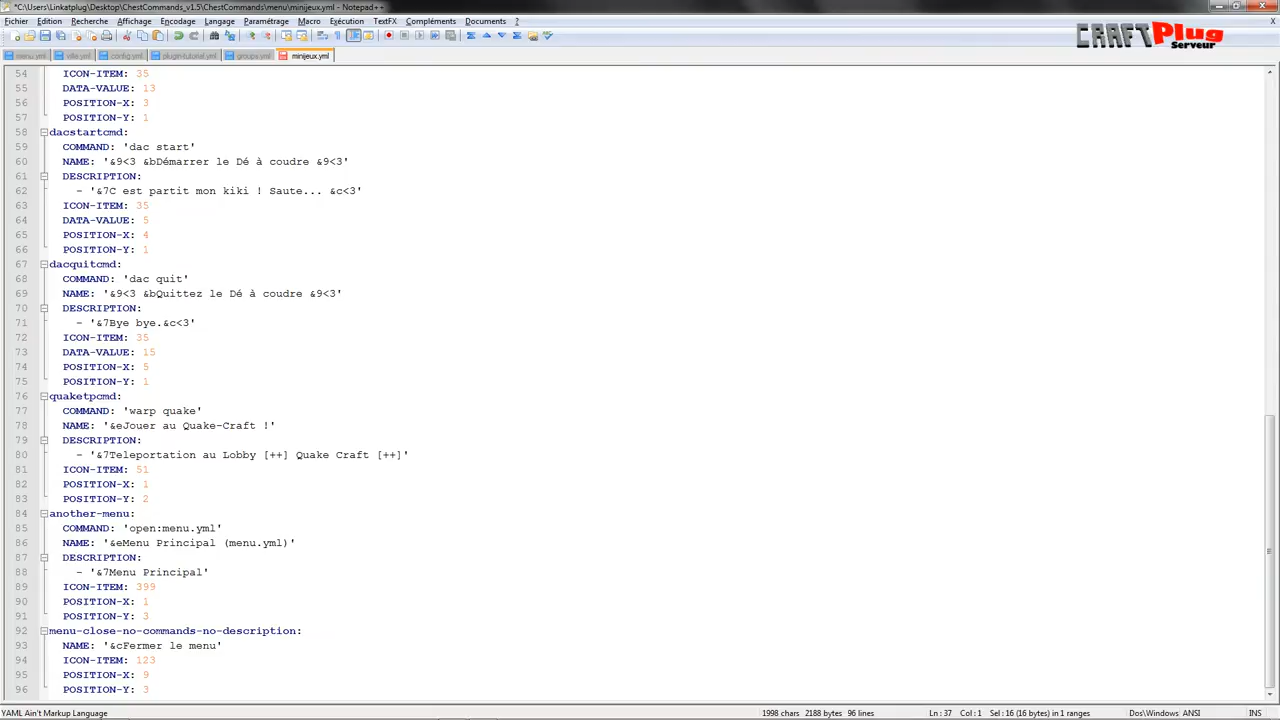 *C:\Users\Linkatplug\Desktop\ChestCommands_v1.5\ChestCommands\menu\minijeux.yml - Notepad++
Fichier Edition Recherche Affichage Encodage Langage Paramétrage Macro Exécution TextFX Compléments Documents ? X
CRAFTPlug
Serveur
menu.yml ville.yml config.yml plugin-tutorial.yml groups.yml minijeux.yml
54 ICON-ITEM: 35
55 DATA-VALUE: 13
56 POSITION-X: 3
57 POSITION-Y: 1
58 dacstartcmd:
59 COMMAND: 'dac start'
60 NAME: '&9<3 &bDémarrer le Dé à coudre &9<3'
61 DESCRIPTION:
62 - '&7C est partit mon kiki ! Saute... &c<3'
63 ICON-ITEM: 35
64 DATA-VALUE: 5
65 POSITION-X: 4
66 POSITION-Y: 1
67 dacquitcmd:
68 COMMAND: 'dac quit'
69 NAME: '&9<3 &bQuittez le Dé à coudre &9<3'
70 DESCRIPTION:
71 - '&7Bye bye.&c<3'
72 ICON-ITEM: 35
73 DATA-VALUE: 15
74 POSITION-X: 5
75 POSITION-Y: 1
76 quaketpcmd:
77 COMMAND: 'warp quake'
78 NAME: '&eJouer au Quake-Craft !'
79 DESCRIPTION:
80 - '&7Teleportation au Lobby [++] Quake Craft [++]'
81 ICON-ITEM: 51
82 POSITION-X: 1
83 POSITION-Y: 2
84 another-menu:
85 COMMAND: 'open:menu.yml'
86 NAME: '&eMenu Principal (menu.yml)'
87 DESCRIPTION:
88 - '&7Menu Principal'
89 ICON-ITEM: 399
90 POSITION-X: 1
91 POSITION-Y: 3
92 menu-close-no-commands-no-description:
93 NAME: '&cFermer le menu'
94 ICON-ITEM: 123
95 POSITION-X: 9
96 POSITION-Y: 3
YAML Ain't Markup Language 1998 chars 2188 bytes 96 lines Ln : 37 Col : 1 Sel : 16 (16 bytes) in 1 ranges Dos\Windows ANSI INS